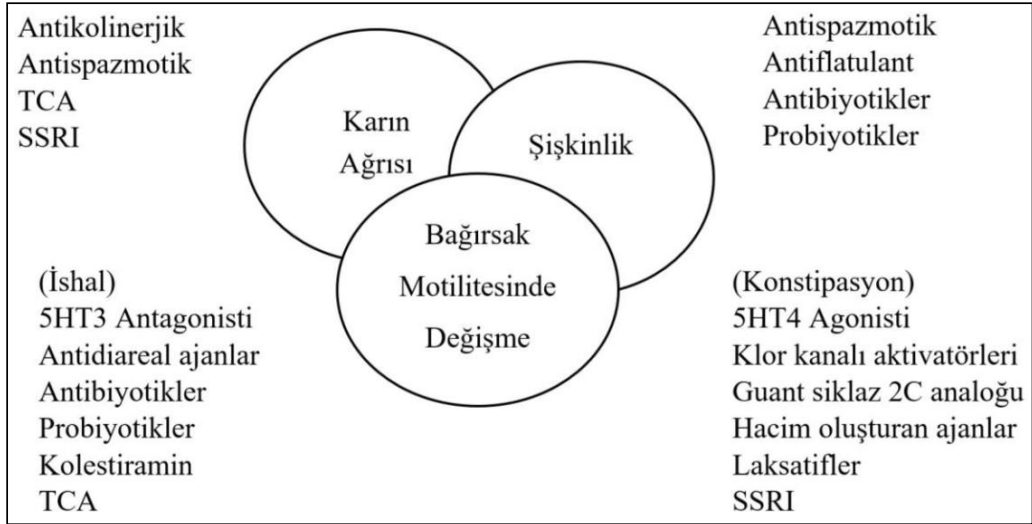 Antikolinerjik
Antispazmotik
TCA
SSRI
Karın
Ağrısı
Şişkinlik
Antispazmotik
Antiflatulant
Antibiyotikler
Probiyotikler
Bağırsak
Motilitesinde
Değişme
(İshal)
5HT3 Antagonisti
Antidiareal ajanlar
Antibiyotikler
Probiyotikler
Kolestiramin
TCA
(Konstipasyon)
5HT4 Agonisti
Klor kanalı aktivatörleri
Guant siklaz 2C analoğu
Hacim oluşturan ajanlar
Laksatifler
SSRI